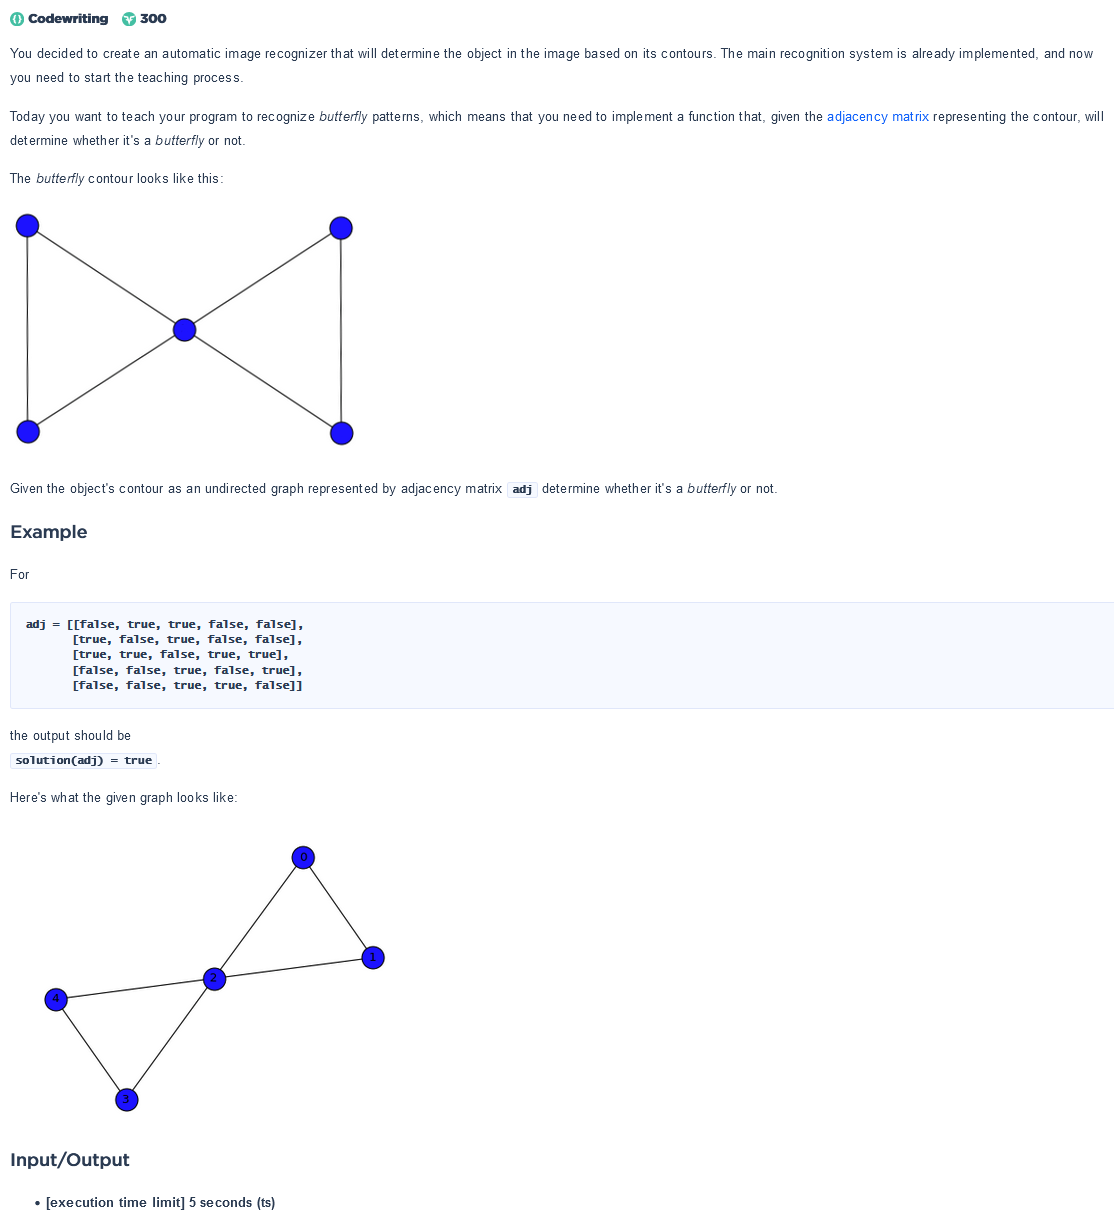 Codewriting 300
You decided to create an automatic image recognizer that will determine the object in the image based on its contours. The main recognition system is already implemented, and now
you need to start the teaching process.
Today you want to teach your program to recognize butterfly patterns, which means that you need to implement a function that, given the adjacency matrix representing the contour, will
determine whether it's a butterfly or not.
The butterfly contour looks like this:
Given the object's contour as an undirected graph represented by adjacency matrix adj determine whether it's a butterfly or not.
Example
For
adj = [[false, true, true, false, false],
[true, false, true, false, false],
[true, true, false, true, true],
[false, false, true, false, true],
[false, false, true, true, false]]
the output should be
solution(adj) = true.
Here's what the given graph looks like:
0
1
2
4
3
Input/Output
• [execution time limit] 5 seconds (ts)